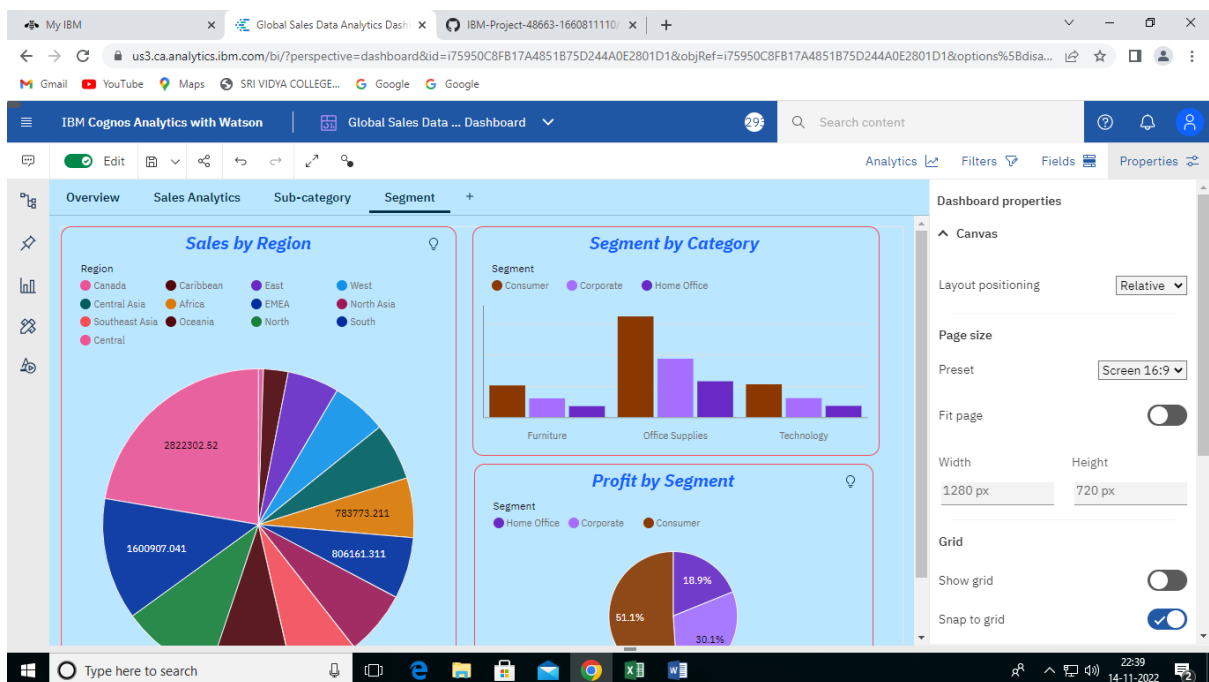 My IBM
Global Sales Data Analytics Dash
IBM-Project-48663-1660811110/
us3.ca.analytics.ibm.com/bi/?perspective=dashboard&id=i75950C8FB17A4851B75D244A0E2801D1&objRef=i75950C8FB17A4851B75D244A0E2801D1&options%5Bdisa...
Gmail YouTube Maps SRI VIDYA COLLEGE... Google Google
IBM Cognos Analytics with Watson
Global Sales Data ... Dashboard
293
Search content
Edit
Analytics Filters Fields Properties
Overview Sales Analytics Sub-category Segment +
Sales by Region
Region
Canada Caribbean East West
Central Asia Africa EMEA North Asia
Southeast Asia Oceania North South
Central
2822302.52
783773.211
1600907.041
806161.311
Segment by Category
Segment
Consumer Corporate Home Office
Furniture Office Supplies Technology
Profit by Segment
Segment
Home Office Corporate Consumer
18.9%
51.1%
30.1%
Dashboard properties
Canvas
Layout positioning Relative
Page size
Preset Screen 16:9
Fit page
Width Height
1280 px 720 px
Grid
Show grid
Snap to grid
Type here to search
22:39
14-11-2022
2